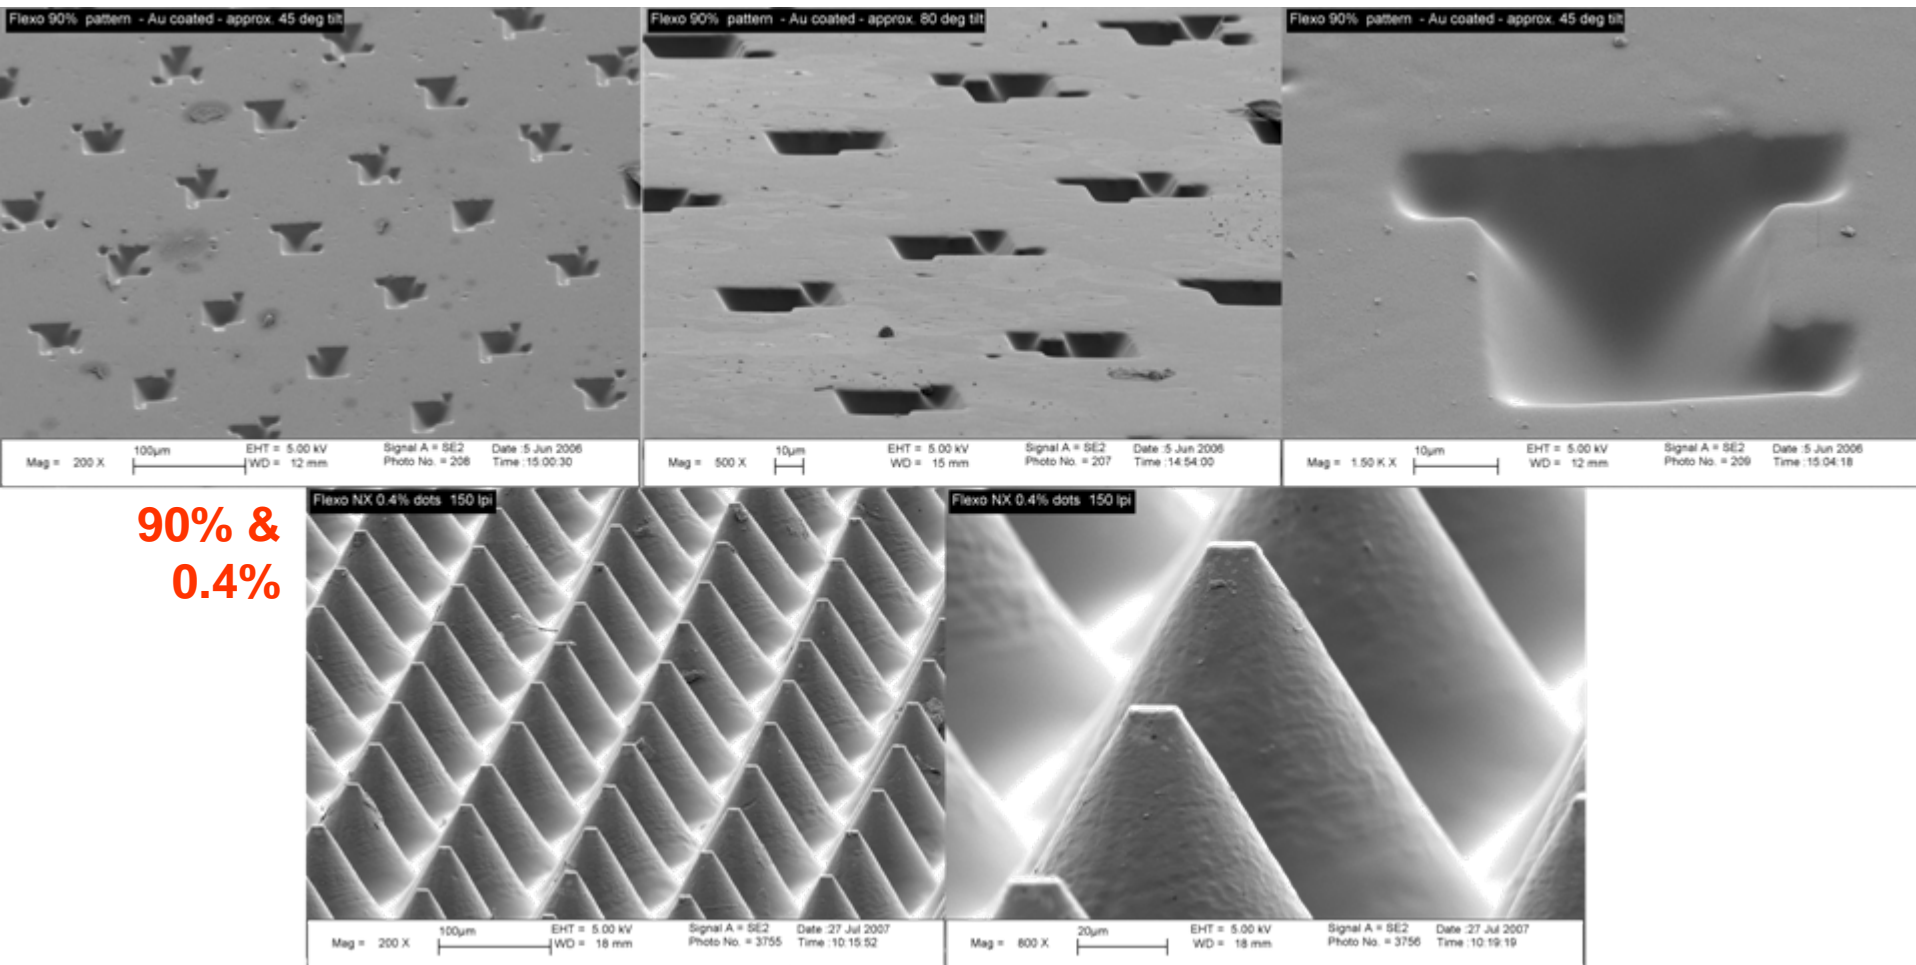 Flexo 90% pattern - Au coated - approx. 45 deg tilt
100µm
Mag = 200 X
EHT = 5.00 kV
WD = 12 mm
Signal A = SE2
Photo No. = 208
Date :5 Jun 2006
Time :15:00:30
Flexo 90% pattern - Au coated - approx. 80 deg tilt
10µm
Mag = 500 X
EHT = 5.00 kV
WD = 15 mm
Signal A = SE2
Photo No. = 207
Date :5 Jun 2006
Time :14:54:00
Flexo 90% pattern - Au coated - approx. 45 deg tilt
10µm
Mag = 1.50 K X
EHT = 5.00 kV
WD = 12 mm
Signal A = SE2
Photo No. = 209
Date :5 Jun 2006
Time :15:04:18
90% &
0.4%
Flexo NX 0.4% dots 150 lpi
100µm
Mag = 200 X
EHT = 5.00 kV
WD = 18 mm
Signal A = SE2
Photo No. = 3755
Date :27 Jul 2007
Time :10:15:52
Flexo NX 0.4% dots 150 lpi
20µm
Mag = 800 X
EHT = 5.00 kV
WD = 18 mm
Signal A = SE2
Photo No. = 3756
Date :27 Jul 2007
Time :10:19:19